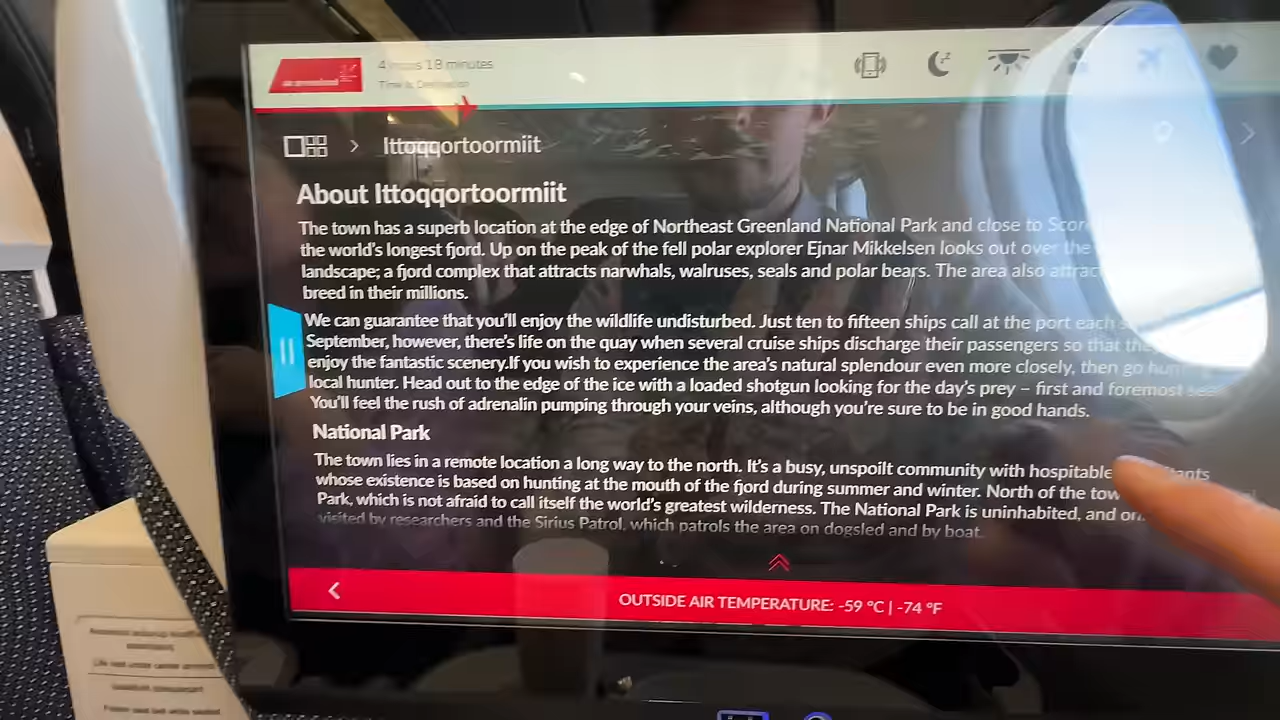 air greenland
4 hours 18 minutes
Time to Destination
Ittoqqortoormiit
About Ittoqqortoormiit
The town has a superb location at the edge of Northeast Greenland National Park and close to
the world's longest fjord. Up on the peak of the fell polar explorer Ejnar Mikkelsen looks out over the
landscape; a fjord complex that attracts narwhals, walruses, seals and polar bears. The area also
breed in their millions.
We can guarantee that you'll enjoy the wildlife undisturbed. Just ten to fifteen ships call at the port each
September, however, there's life on the quay when several cruise ships discharge their passengers so that
enjoy the fantastic scenery.If you wish to experience the area's natural splendour even more closely, then go
local hunter. Head out to the edge of the ice with a loaded shotgun looking for the day's prey – first and foremost
You'll feel the rush of adrenalin pumping through your veins, although you're sure to be in good hands.
National Park
The town lies in a remote location a long way to the north. It's a busy, unspoilt community with hospitable
whose existence is based on hunting at the mouth of the fjord during summer and winter. North of the
Park, which is not afraid to call itself the world's greatest wilderness. The National Park is uninhabited, and
visited by researchers and the Sirius Patrol, which patrols the area on dogsled and by boat.
OUTSIDE AIR TEMPERATURE: -59 °C | -74 °F